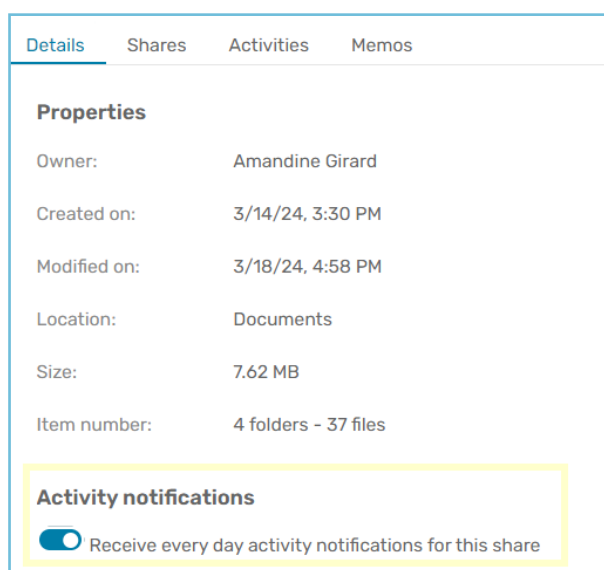 Details Shares Activities Memos
Properties
Owner: Amandine Girard
Created on: 3/14/24, 3:30 PM
Modified on: 3/18/24, 4:58 PM
Location: Documents
Size: 7.62 MB
Item number: 4 folders - 37 files
Activity notifications
Receive every day activity notifications for this share